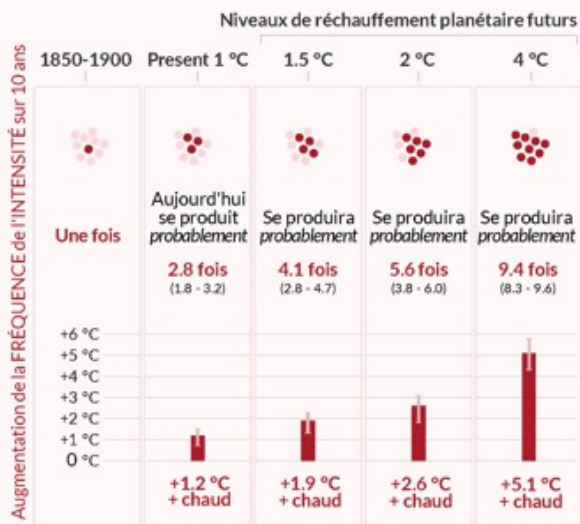 Niveaux de réchauffement planétaire futurs
1850-1900 Present 1 °C 1.5 °C 2 °C 4 °C
Augmentation de la FRÉQUENCE de l'INTENSITÉ sur 10 ans
Une fois
Aujourd'hui
se produit
probablement
2.8 fois
(1.8 - 3.2)
Se produira
probablement
4.1 fois
(2.8 - 4.7)
Se produira
probablement
5.6 fois
(3.8 - 6.0)
Se produira
probablement
9.4 fois
(8.3 - 9.6)
+6 °C
+5 °C
+4 °C
+3 °C
+2 °C
+1 °C
0 °C
+1.2 °C
+ chaud
+1.9 °C
+ chaud
+2.6 °C
+ chaud
+5.1 °C
+ chaud